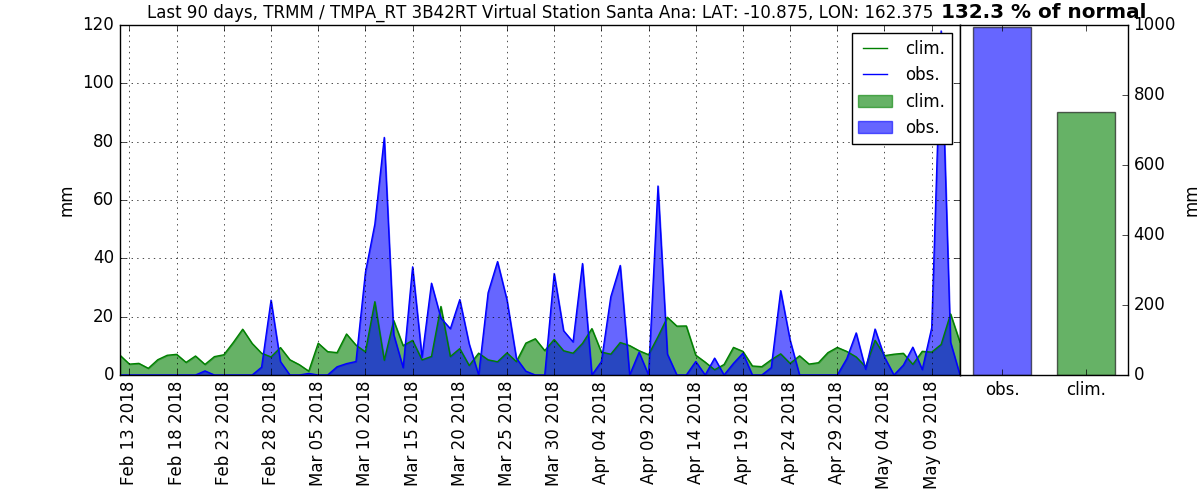 Last 90 days, TRMM / TMPA_RT 3B42RT Virtual Station Santa Ana: LAT: -10.875, LON: 162.375 132.3 % of normal
120
100
80
60
40
20
0
mm
clim.
obs.
clim.
obs.
1000
800
600
400
200
0
mm
obs.
clim.
Feb 13 2018
Feb 18 2018
Feb 23 2018
Feb 28 2018
Mar 05 2018
Mar 10 2018
Mar 15 2018
Mar 20 2018
Mar 25 2018
Mar 30 2018
Apr 04 2018
Apr 09 2018
Apr 14 2018
Apr 19 2018
Apr 24 2018
Apr 29 2018
May 04 2018
May 09 2018